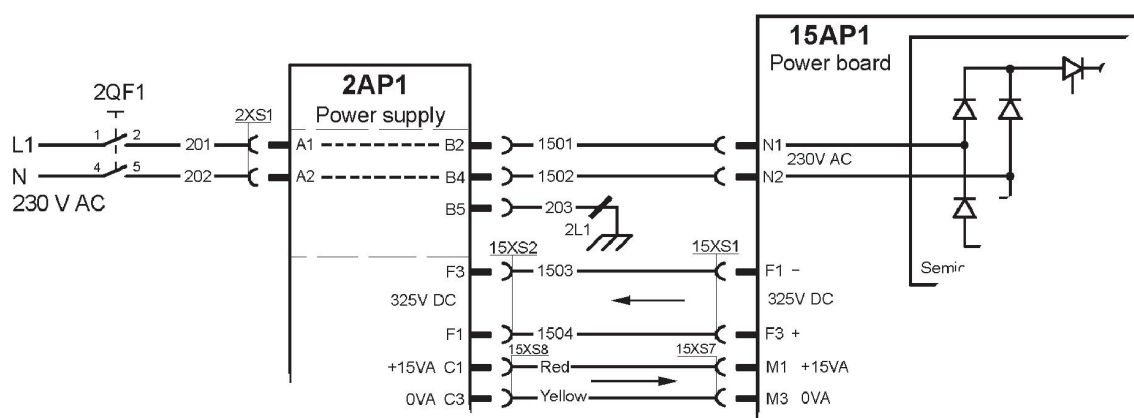 15AP1
Power board
2AP1
Power supply
2QF1
2XS1
L1 1 2 201 A1 B2 1501 N1
230V AC
N 4 5 202 A2 B4 1502 N2
230 V AC
B5 203
2L1
15XS2 15XS1
Semic
F3 1503 F1 −
325V DC 325V DC
F1 1504 F3 +
15XS8 15XS7
+15VA C1 Red M1 +15VA
0VA C3 Yellow M3 0VA